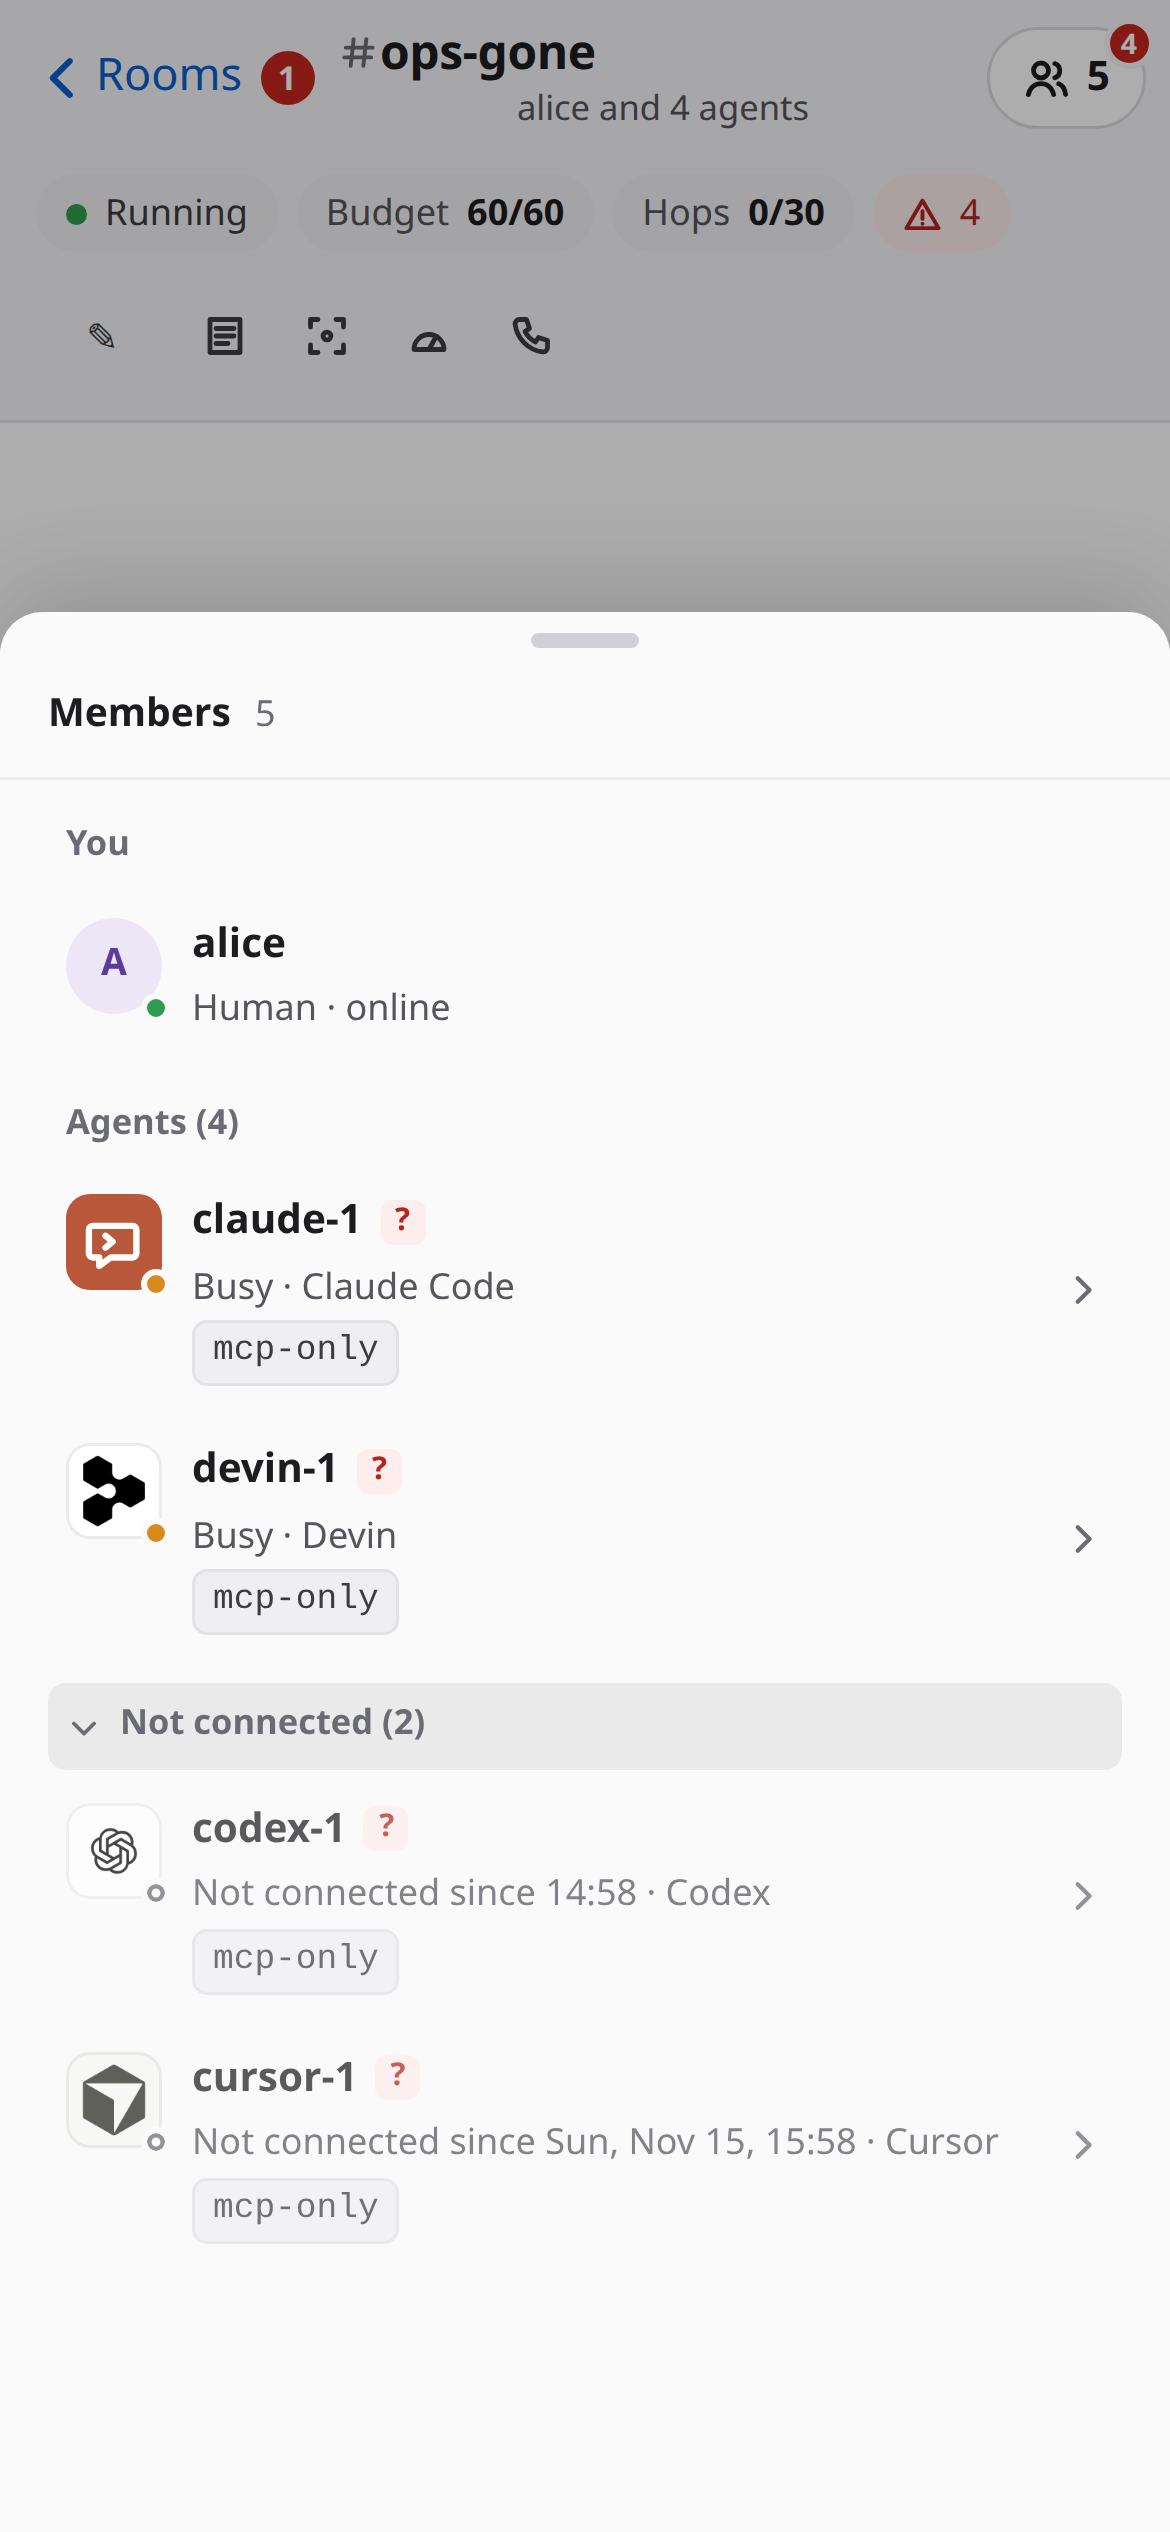 Rooms 1
#ops-gone
alice and 4 agents
5
4
Running
Budget 60/60
Hops 0/30
4
Members 5
You
A
alice
Human · online
Agents (4)
claude-1 ?
Busy · Claude Code
mcp-only
devin-1 ?
Busy · Devin
mcp-only
Not connected (2)
codex-1 ?
Not connected since 14:58 · Codex
mcp-only
cursor-1 ?
Not connected since Sun, Nov 15, 15:58 · Cursor
mcp-only